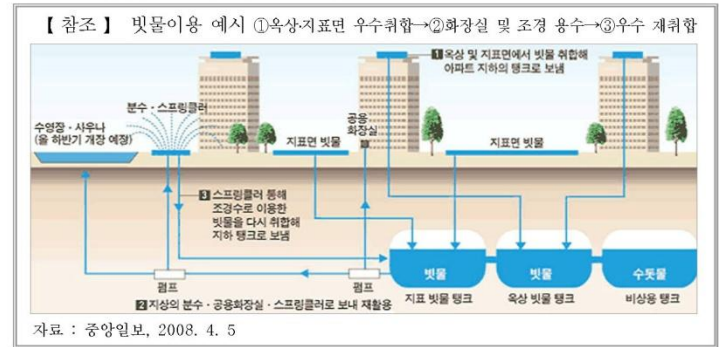 【 참조 】 빗물이용 예시 ①옥상·지표면 우수취합→②화장실 및 조경 용수→③우수 재취합
1 옥상 및 지표면에서 빗물 취합해
아파트 지하의 탱크로 보냄
분수·스프링클러
수영장·사우나
(올 하반기 개장 예정)
공용
화장실
지표면 빗물
지표면 빗물
3 스프링클러 통해
조경수로 이용한
빗물을 다시 취합해
지하 탱크로 보냄
빗물
빗물
수돗물
펌프
펌프
지표 빗물 탱크
옥상 빗물 탱크
비상용 탱크
2 지상의 분수·공용화장실·스프링클러로 보내 재활용
자료 : 중앙일보, 2008. 4. 5